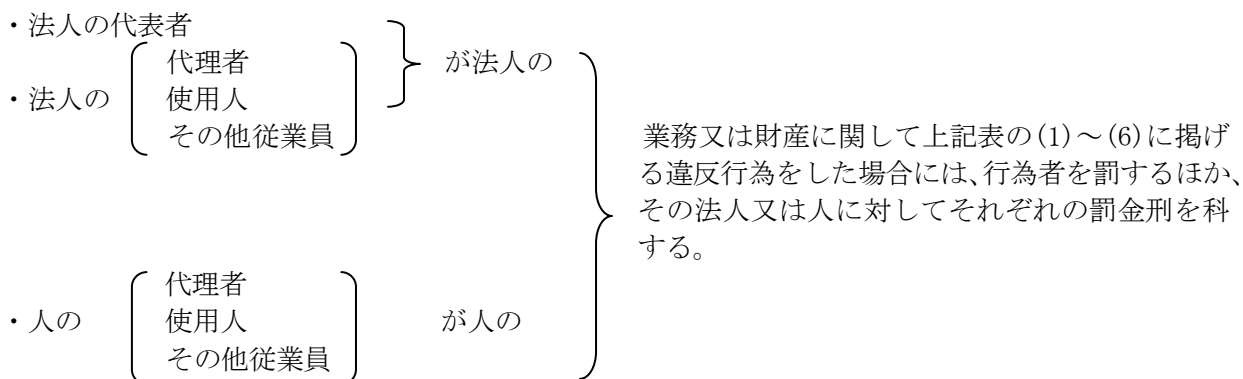 ・法人の代表者
代理者
・法人の 使用人
その他従業員
が法人の
・人の
代理者
使用人
その他従業員
が人の
業務又は財産に関して上記表の(1)～(6)に掲げ
る違反行為をした場合には、行為者を罰するほか、
その法人又は人に対してそれぞれの罰金刑を科
する。